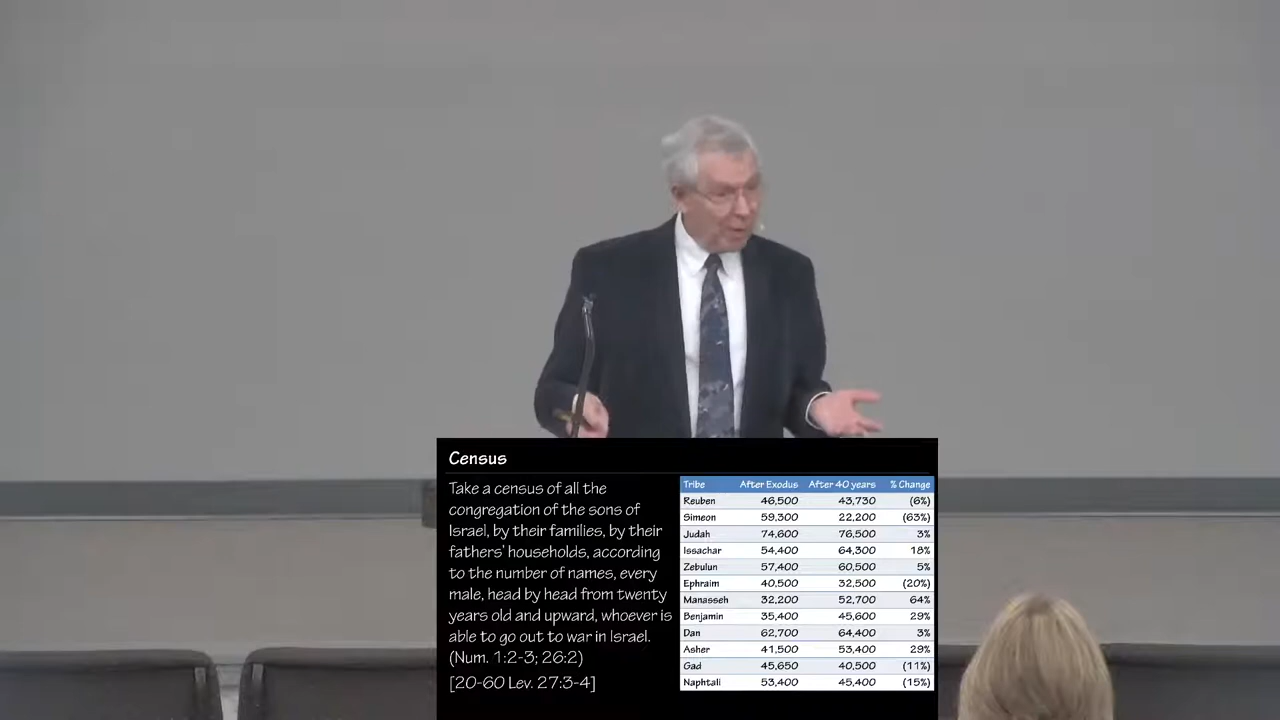 Census
Take a census of all the
congregation of the sons of
Israel, by their families, by their
fathers' households, according
to the number of names, every
male, head by head from twenty
years old and upward, whoever is
able to go out to war in Israel.
(Num. 1:2-3; 26:2)
[20-60 Lev. 27:3-4]
Tribe After Exodus After 40 years % Change
Reuben 46,500 43,730 (6%)
Simeon 59,300 22,200 (63%)
Judah 74,600 76,500 3%
Issachar 54,400 64,300 18%
Zebulun 57,400 60,500 5%
Ephraim 40,500 32,500 (20%)
Manasseh 32,200 52,700 64%
Benjamin 35,400 45,600 29%
Dan 62,700 64,400 3%
Asher 41,500 53,400 29%
Gad 45,650 40,500 (11%)
Naphtali 53,400 45,400 (15%)